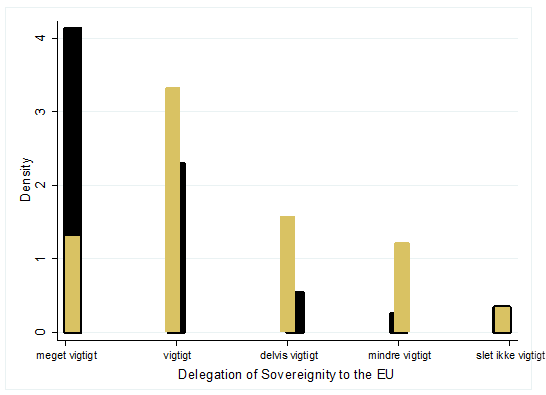 4
3
2
1
0
Density
meget vigtigt vigtigt delvis vigtigt mindre vigtigt slet ikke vigtigt
Delegation of Sovereignity to the EU